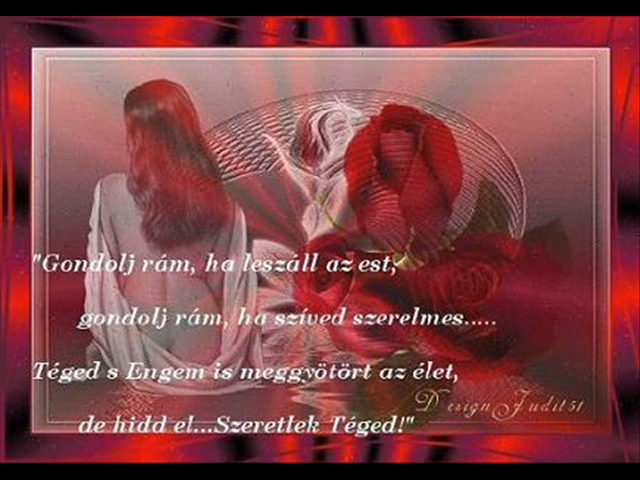 "Gondolj rám, ha leszáll az est,
gondolj rám, ha szíved szerelmes.....
Téged s Engem is meggyötört az élet,
de hidd el...Szeretlek Téged!"
Design Judit51